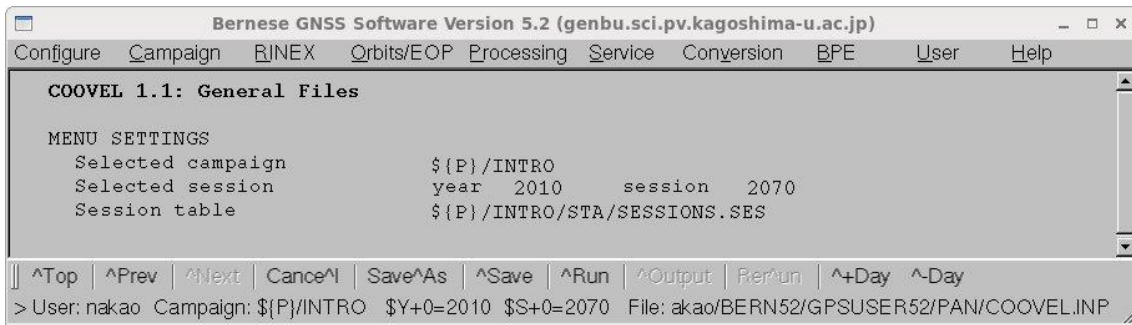 Bernese GNSS Software Version 5.2 (genbu.sci.pv.kagoshima-u.ac.jp)
Configure Campaign RINEX Orbits/EOP Processing Service Conversion BPE User Help
COOVEL 1.1: General Files
MENU SETTINGS
Selected campaign ${P}/INTRO
Selected session year 2010 session 2070
Session table ${P}/INTRO/STA/SESSIONS.SES
^Top ^Prev ^Next Cance^l Save^As ^Save ^Run ^Output Rer^un ^+Day ^-Day
> User: nakao Campaign: ${P}/INTRO $Y+0=2010 $S+0=2070 File: akao/BERN52/GPSUSER52/PAN/COOVEL.INP